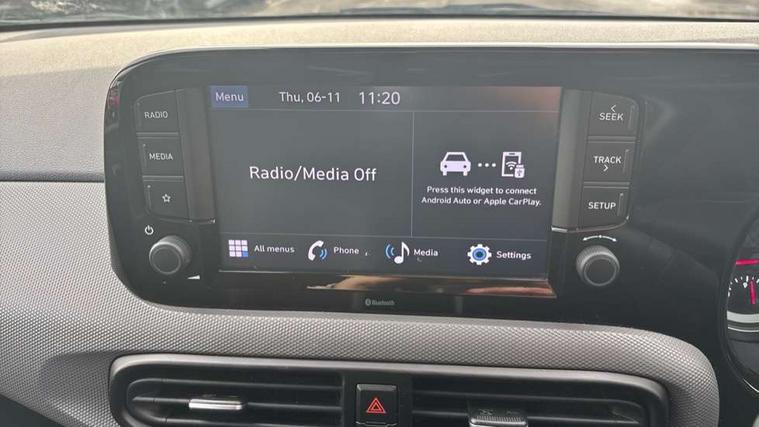 Menu
Thu, 06-11
11:20
RADIO
MEDIA
SEEK
TRACK
SETUP
Radio/Media Off
Press this widget to connect
Android Auto or Apple CarPlay.
All menus
Phone
Media
Settings
Bluetooth